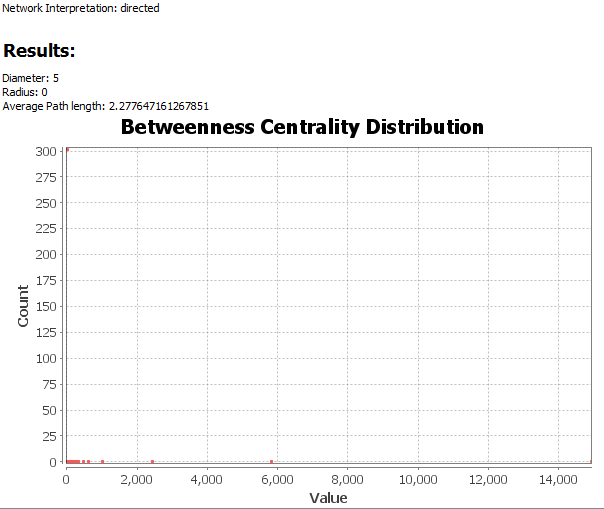 Network Interpretation: directed
Results:
Diameter: 5
Radius: 0
Average Path length: 2.277647161267851
Betweenness Centrality Distribution
300
275
250
225
200
175
150
125
100
75
50
25
0
Count
0 2,000 4,000 6,000 8,000 10,000 12,000 14,000
Value